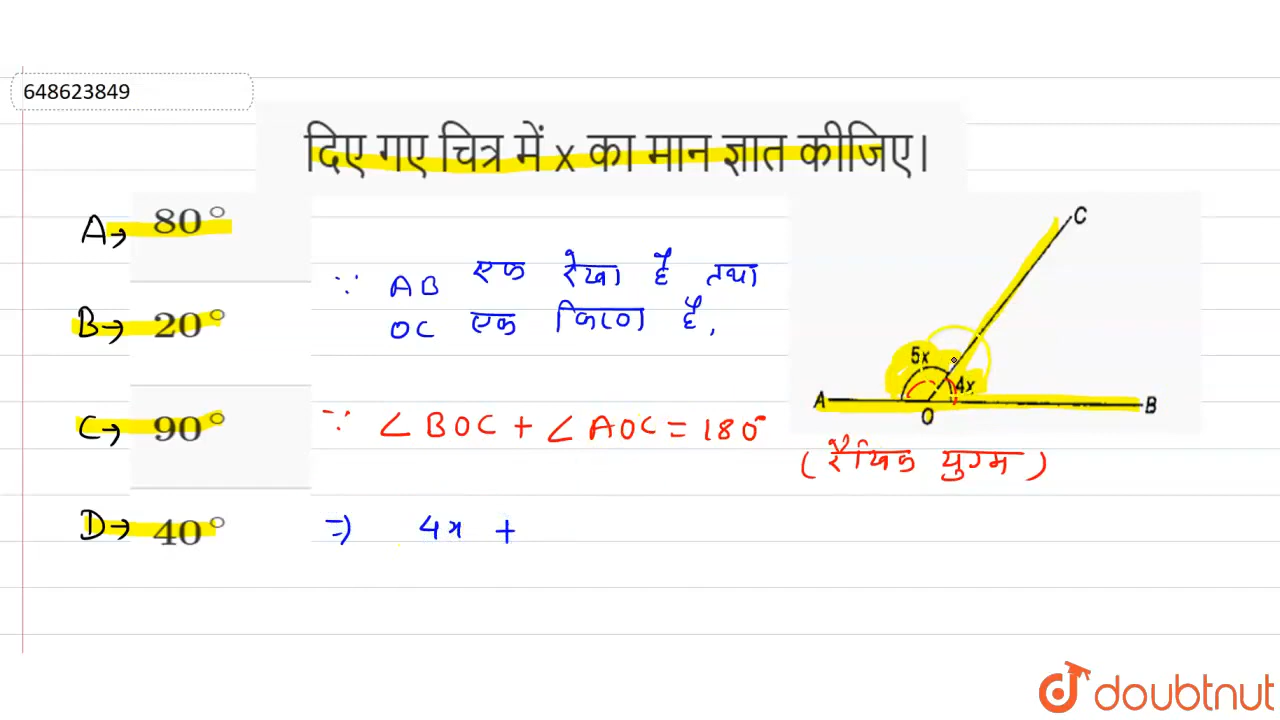 648623849
दिए गए चित्र में x का मान ज्ञात कीजिए।
A→ 80°
B→ 20°
C→ 90°
D→ 40°
∵ AB एक रेखा है तथा
OC एक किरण है,
∵ ∠BOC + ∠AOC = 180°
(रैखिक युग्म)
⇒ 4x +
C
5x
4x
A
O
B
doubtnut